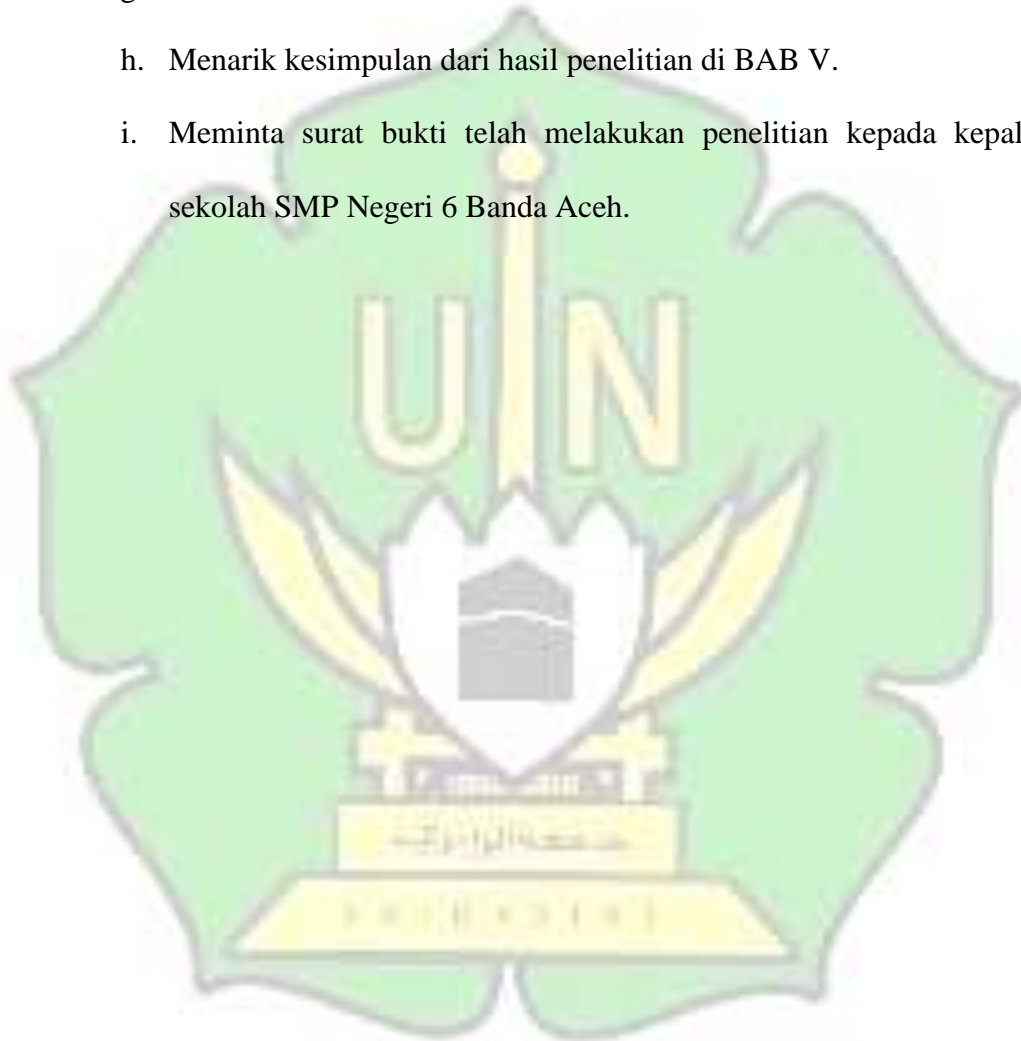 h. Menarik kesimpulan dari hasil penelitian di BAB V.
i. Meminta surat bukti telah melakukan penelitian kepada kepal
sekolah SMP Negeri 6 Banda Aceh.
UIN